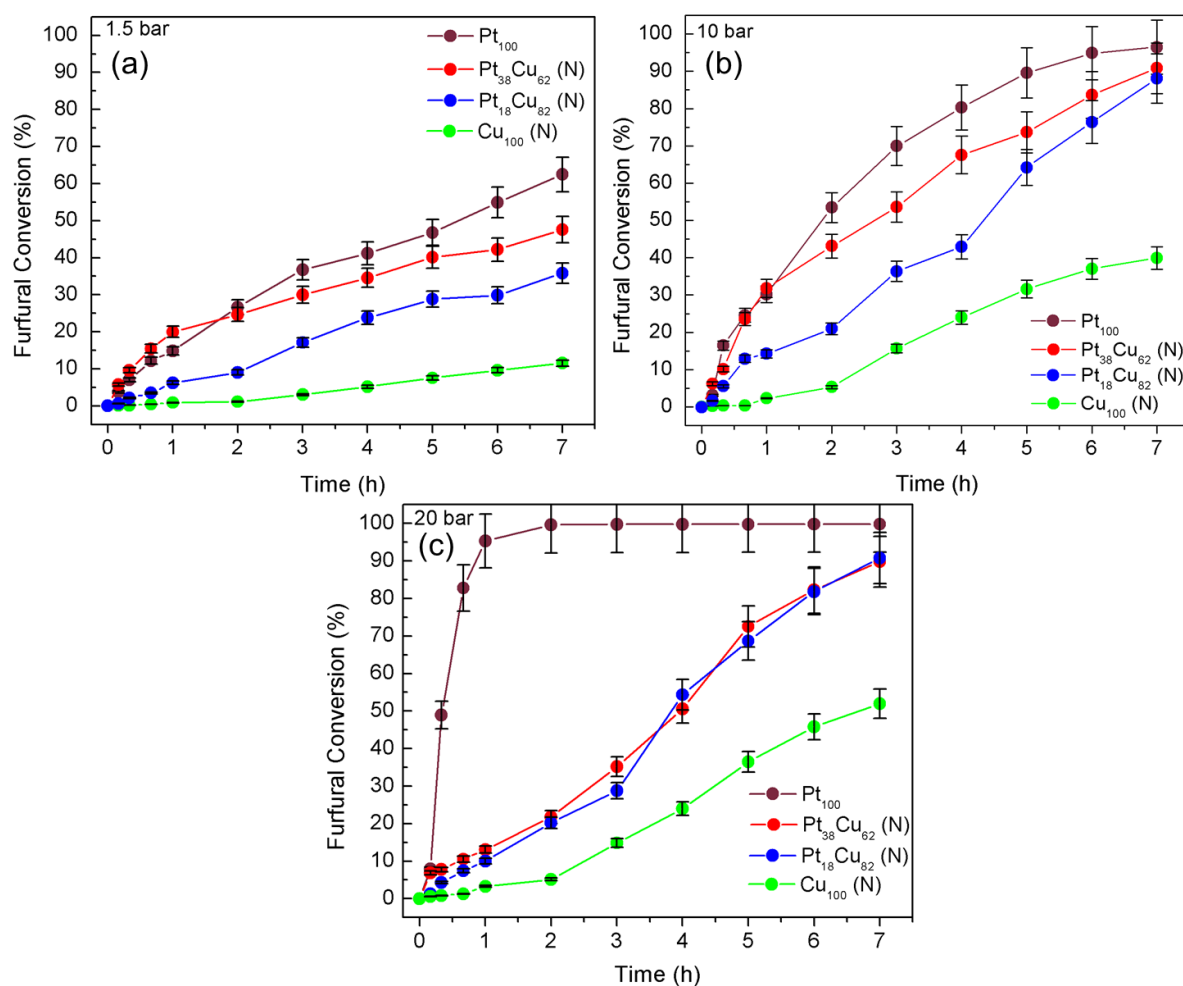 1.5 bar
(a)
Pt100
Pt38Cu62 (N)
Pt18Cu82 (N)
Cu100 (N)
100
90
80
70
60
50
40
30
20
10
0
Furfural Conversion (%)
0 1 2 3 4 5 6 7
Time (h)
10 bar
(b)
100
90
80
70
60
50
40
30
20
10
0
Furfural Conversion (%)
Pt100
Pt38Cu62 (N)
Pt18Cu82 (N)
Cu100 (N)
0 1 2 3 4 5 6 7
Time (h)
20 bar
(c)
100
90
80
70
60
50
40
30
20
10
0
Furfural Conversion (%)
Pt100
Pt38Cu62 (N)
Pt18Cu82 (N)
Cu100 (N)
0 1 2 3 4 5 6 7
Time (h)